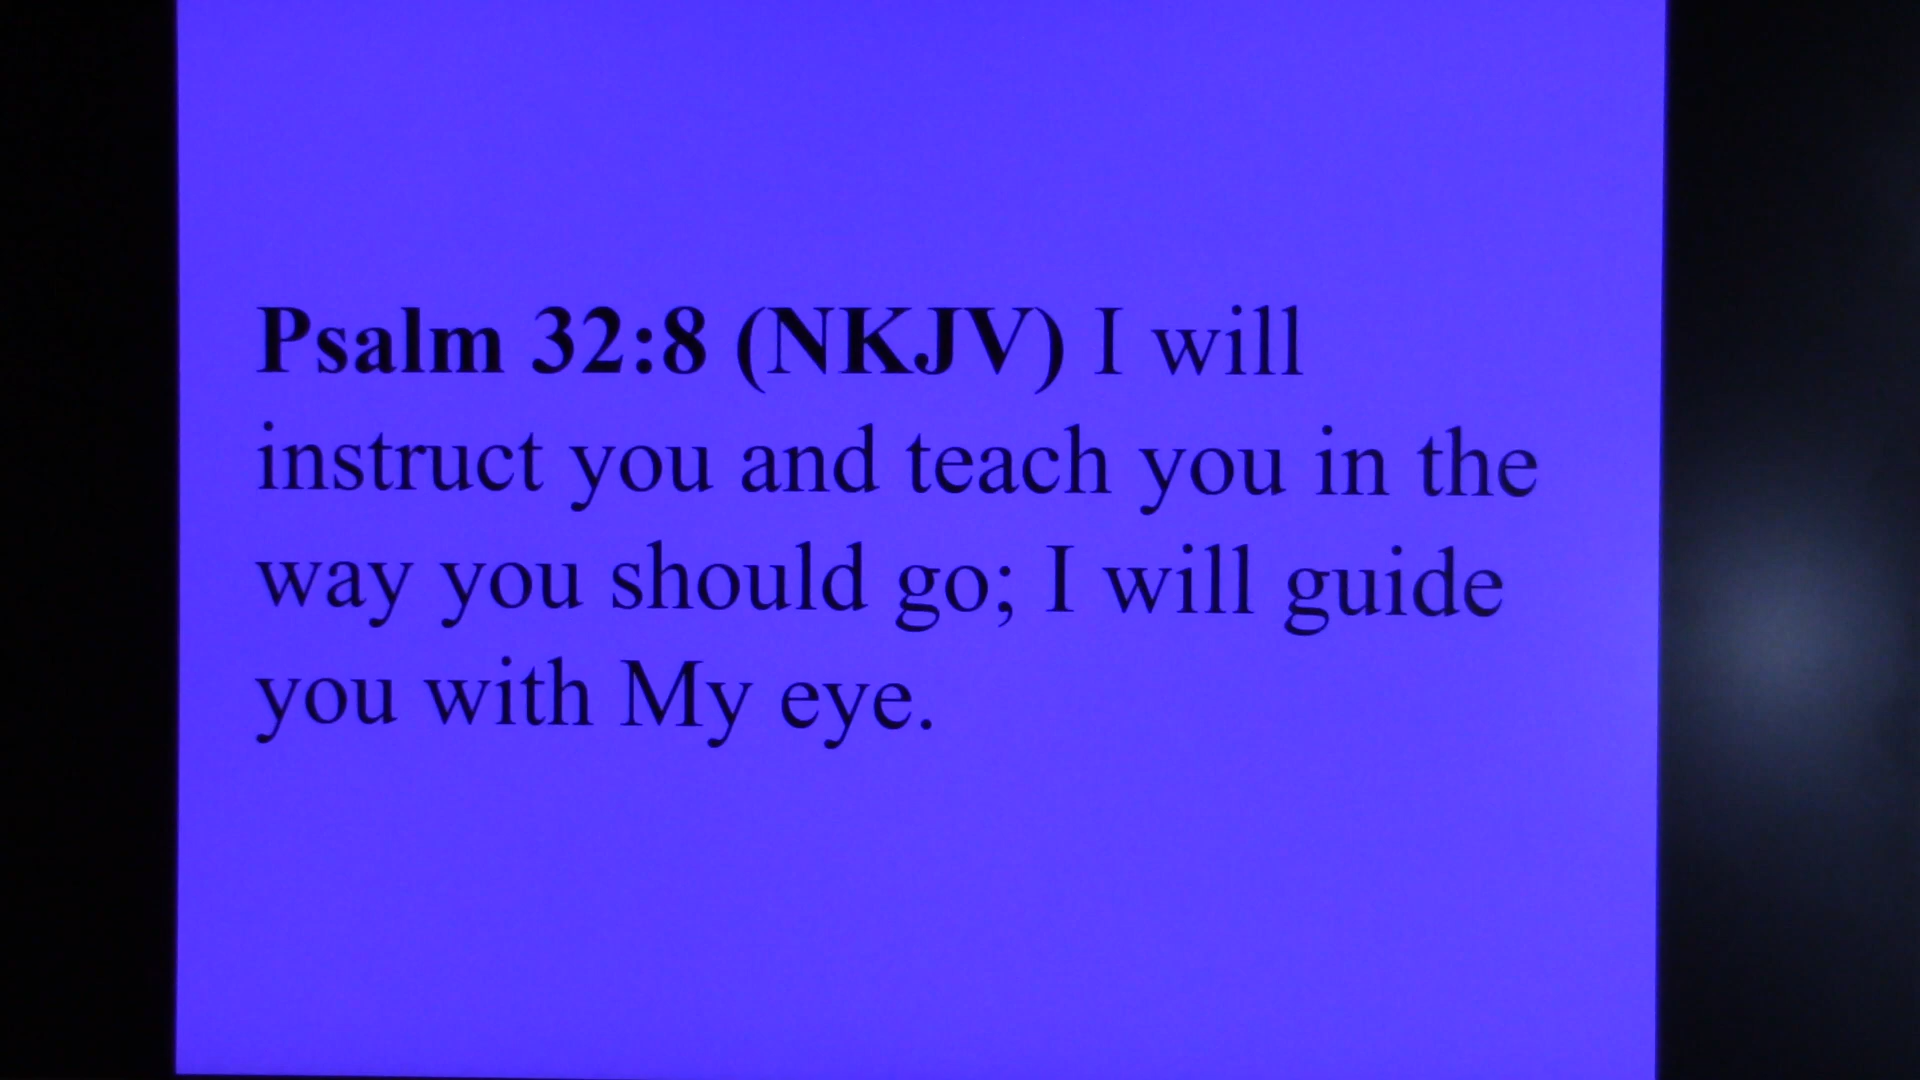 Psalm 32:8 (NKJV) I will
instruct you and teach you in the
way you should go; I will guide
you with My eye.